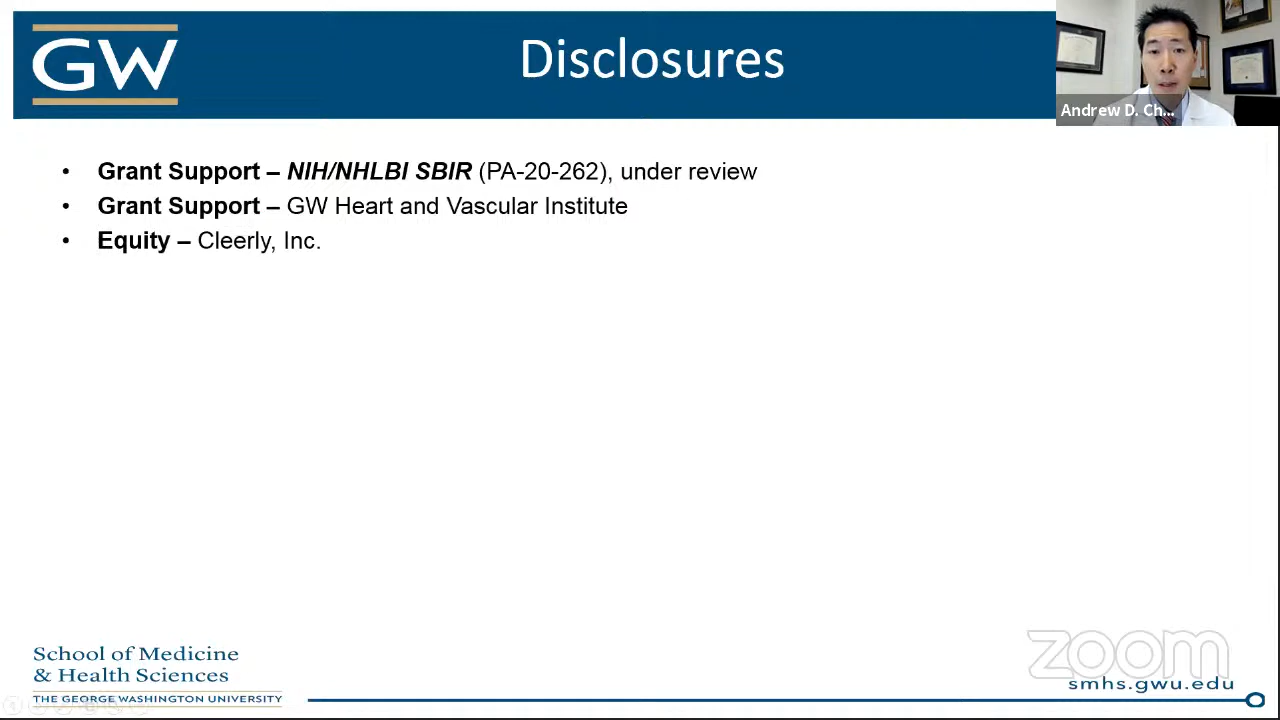 GW
Disclosures
Andrew D. Ch...
• Grant Support – NIH/NHLBI SBIR (PA-20-262), under review
• Grant Support – GW Heart and Vascular Institute
• Equity – Cleerly, Inc.
School of Medicine
& Health Sciences
THE GEORGE WASHINGTON UNIVERSITY
zoom
smhs.gwu.edu